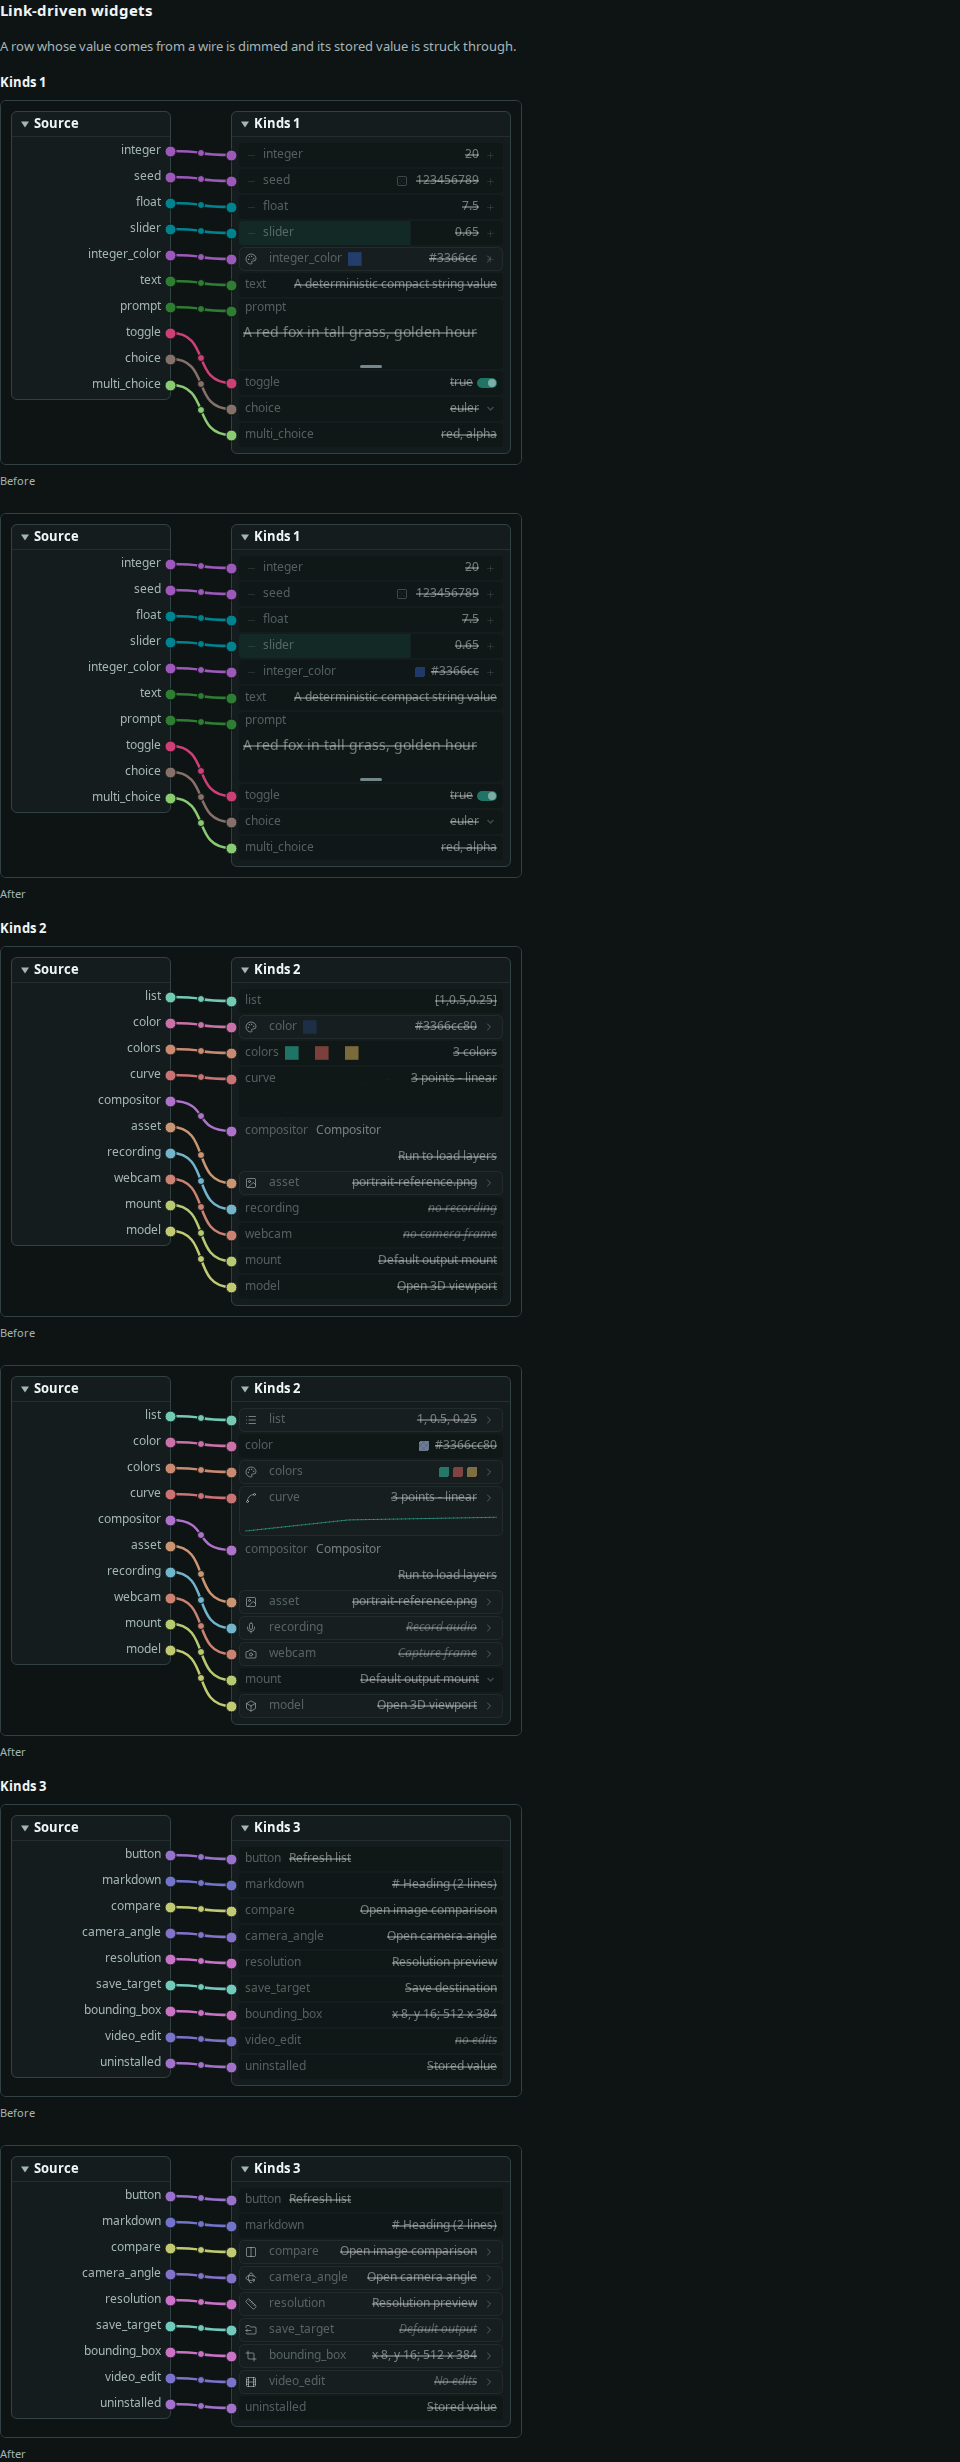 Link-driven widgets
A row whose value comes from a wire is dimmed and its stored value is struck through.
Kinds 1
Source
Kinds 1
integer
integer 20
seed
seed 123456789
float
float 7.5
slider
slider 0.65
integer_color
integer_color #3366cc
text
text A deterministic compact string value
prompt
prompt
A red fox in tall grass, golden hour
toggle
toggle true
choice
choice euler
multi_choice
multi_choice red, alpha
Before
Source
Kinds 1
integer
integer 20
seed
seed 123456789
float
float 7.5
slider
slider 0.65
integer_color
integer_color #3366cc
text
text A deterministic compact string value
prompt
prompt
A red fox in tall grass, golden hour
toggle
toggle true
choice
choice euler
multi_choice
multi_choice red, alpha
After
Kinds 2
Source
Kinds 2
list
list [1,0.5,0.25]
color
color #3366cc80
colors
colors 3 colors
curve
curve 3 points - linear
compositor
compositor Compositor
Run to load layers
asset
asset portrait-reference.png
recording
recording no recording
webcam
webcam no camera frame
mount
mount Default output mount
model
model Open 3D viewport
Before
Source
Kinds 2
list
list 1, 0.5, 0.25
color
color #3366cc80
colors
colors
curve
curve 3 points - linear
compositor
compositor Compositor
Run to load layers
asset
asset portrait-reference.png
recording
recording Record audio
webcam
webcam Capture frame
mount
mount Default output mount
model
model Open 3D viewport
After
Kinds 3
Source
Kinds 3
button
button Refresh list
markdown
markdown # Heading (2 lines)
compare
compare Open image comparison
camera_angle
camera_angle Open camera angle
resolution
resolution Resolution preview
save_target
save_target Save destination
bounding_box
bounding_box x 8, y 16; 512 x 384
video_edit
video_edit no edits
uninstalled
uninstalled Stored value
Before
Source
Kinds 3
button
button Refresh list
markdown
markdown # Heading (2 lines)
compare
compare Open image comparison
camera_angle
camera_angle Open camera angle
resolution
resolution Resolution preview
save_target
save_target Default output
bounding_box
bounding_box x 8, y 16; 512 x 384
video_edit
video_edit No edits
uninstalled
uninstalled Stored value
After